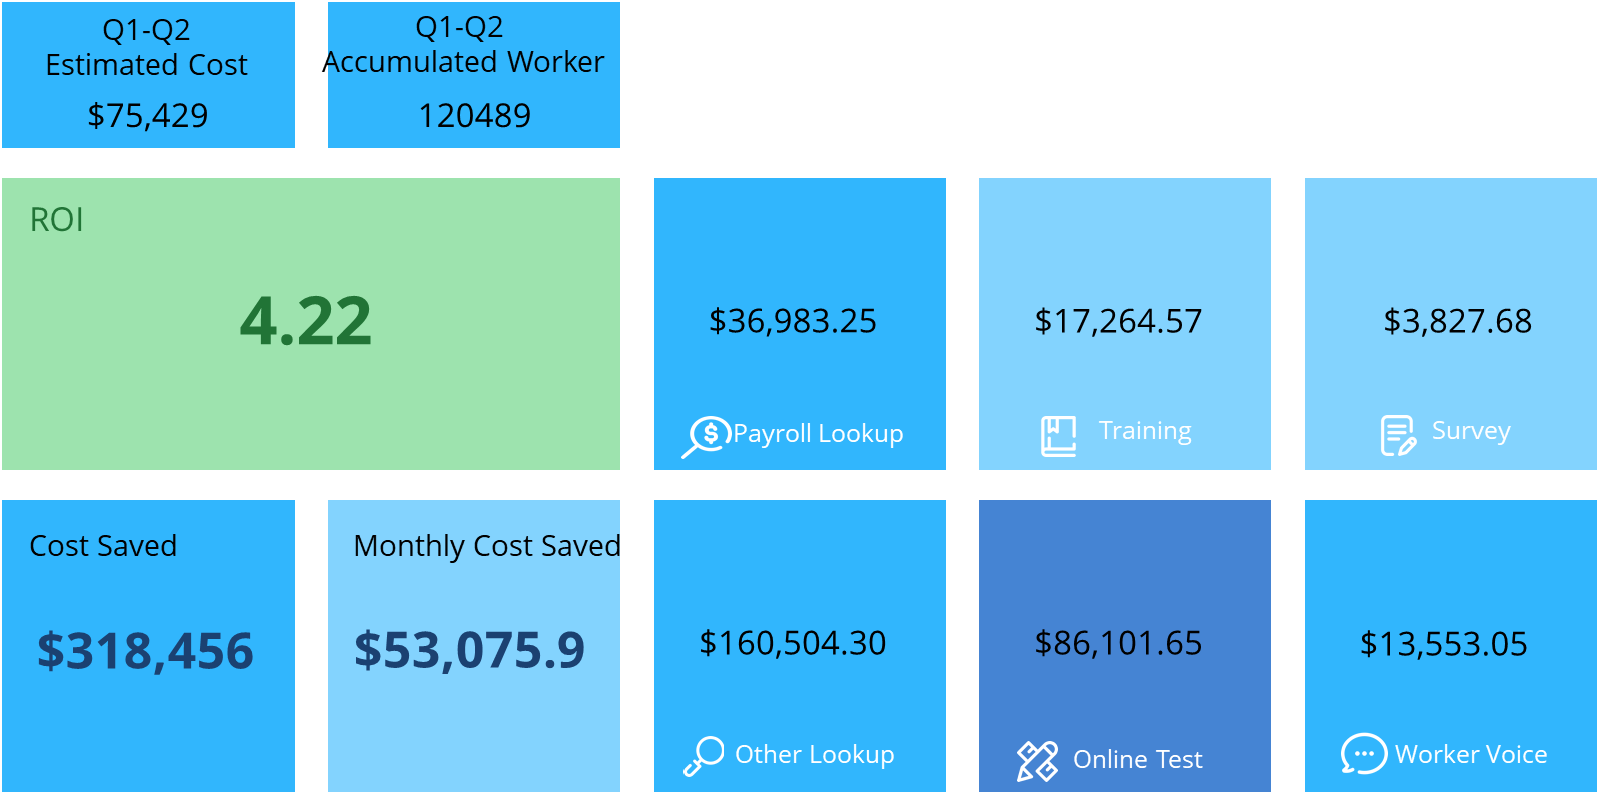 Q1-Q2
Estimated Cost
$75,429
Q1-Q2
Accumulated Worker
120489
ROI
4.22
$36,983.25
Payroll Lookup
$17,264.57
Training
$3,827.68
Survey
Cost Saved
$318,456
Monthly Cost Saved
$53,075.9
$160,504.30
Other Lookup
$86,101.65
Online Test
$13,553.05
Worker Voice